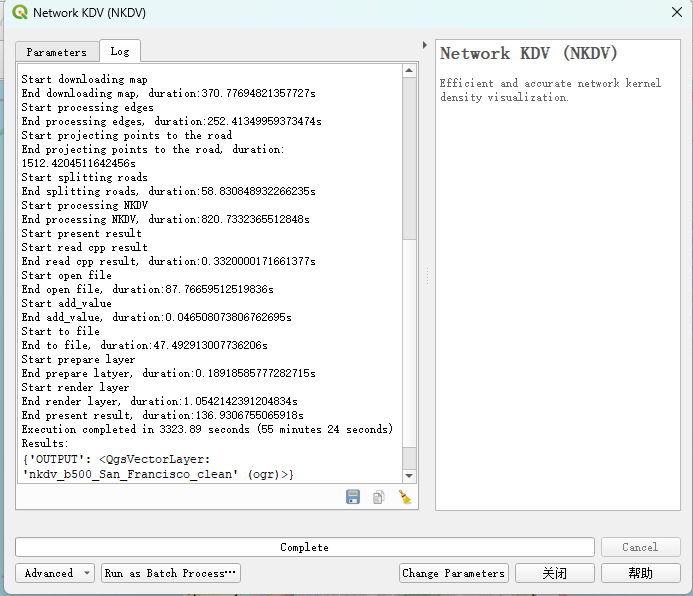 Network KDV (NKDV)
Parameters
Log
Start downloading map
End downloading map, duration:370.77694821357727s
Start processing edges
End processing edges, duration:252.41349959373474s
Start projecting points to the road
End projecting points to the road, duration:
1512.4204511642456s
Start splitting roads
End splitting roads, duration:58.830848932266235s
Start processing NKDV
End processing NKDV, duration:820.7332365512848s
Start present result
Start read cpp result
End read cpp result, duration:0.3320000171661377s
Start open file
End open file, duration:87.76659512519836s
Start add_value
End add_value, duration:0.046508073806762695s
Start to file
End to file, duration:47.492913007736206s
Start prepare layer
End prepare latyer, duration:0.18918585777282715s
Start render layer
End render layer, duration:1.0542142391204834s
End present result, duration:136.9306755065918s
Execution completed in 3323.89 seconds (55 minutes 24 seconds)
Results:
{'OUTPUT': <QgsVectorLayer:
'nkdv_b500_San_Francisco_clean' (ogr)>}
Network KDV (NKDV)
Efficient and accurate network kernel
density visualization.
Complete
Cancel
Advanced
Run as Batch Process…
Change Parameters
关闭
帮助